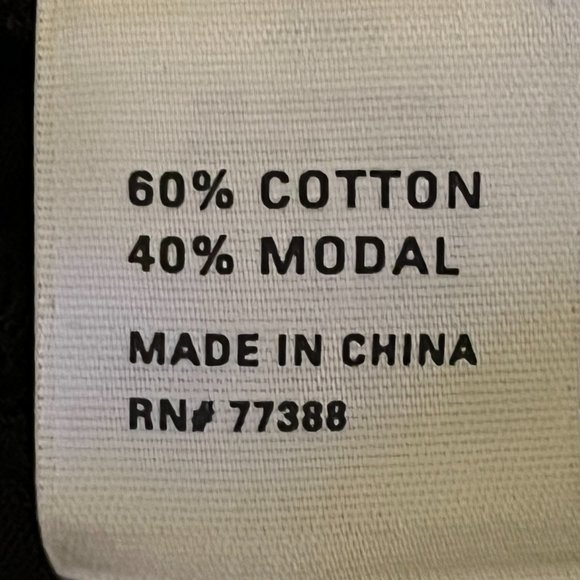 60% COTTON
40% MODAL
MADE IN CHINA
RN# 77388